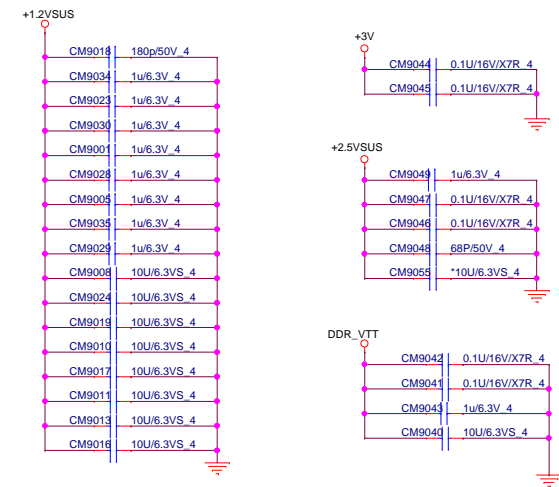 +1.2VSUS
CM9018 180p/50V_4
CM9034 1u/6.3V_4
CM9023 1u/6.3V_4
CM9030 1u/6.3V_4
CM9001 1u/6.3V_4
CM9028 1u/6.3V_4
CM9005 1u/6.3V_4
CM9035 1u/6.3V_4
CM9029 1u/6.3V_4
CM9008 10U/6.3VS_4
CM9024 10U/6.3VS_4
CM9019 10U/6.3VS_4
CM9010 10U/6.3VS_4
CM9017 10U/6.3VS_4
CM9011 10U/6.3VS_4
CM9013 10U/6.3VS_4
CM9016 10U/6.3VS_4
+3V
CM9044 0.1U/16V/X7R_4
CM9045 0.1U/16V/X7R_4
+2.5VSUS
CM9049 1u/6.3V_4
CM9047 0.1U/16V/X7R_4
CM9046 0.1U/16V/X7R_4
CM9048 68P/50V_4
CM9055 *10U/6.3VS_4
DDR_VTT
CM9042 0.1U/16V/X7R_4
CM9041 0.1U/16V/X7R_4
CM9043 1u/6.3V_4
CM9040 10U/6.3VS_4